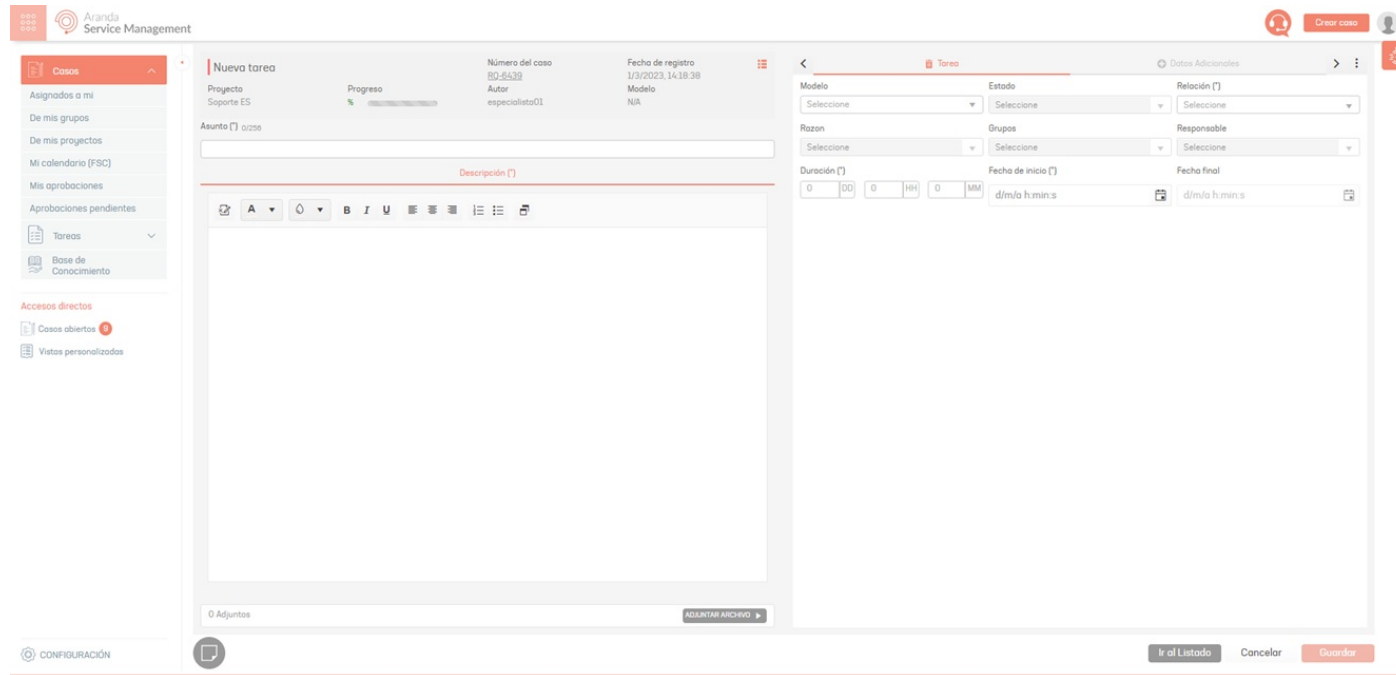 Aranda
Service Management
Crear caso
Casos
Asignados a mi
De mis grupos
De mis proyectos
Mi calendario (FSC)
Mis aprobaciones
Aprobaciones pendientes
Tareas
Base de
Conocimiento
Accesos directos
Casos abiertos 9
Vistas personalizadas
CONFIGURACIÓN
Nueva tarea
Número del caso
RQ-6439
Fecha de registro
1/3/2023, 14:18:38
Proyecto
Soporte ES
Progreso
%
Autor
especialista01
Modelo
N/A
Asunto (*) 0/258
Descripción (*)
A B I U
0 Adjuntos
ADJUNTAR ARCHIVO
Tarea
Datos Adicionales
Modelo
Seleccione
Estado
Seleccione
Relación (*)
Seleccione
Razon
Seleccione
Grupos
Seleccione
Responsable
Seleccione
Duración (*)
0 DD 0 HH 0 MM
Fecha de inicio (*)
d/m/a h:min:s
Fecha final
d/m/a h:min:s
Ir al Listado
Cancelar
Guardar